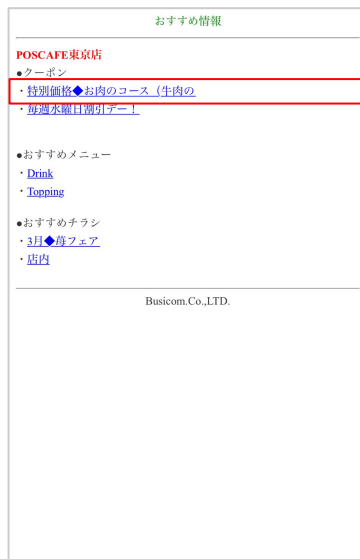 おすすめ情報
POSCAFE東京店
●クーポン
・特別価格◆お肉のコース（牛肉の
・毎週水曜日割引デー！
●おすすめメニュー
・Drink
・Topping
●おすすめチラシ
・3月◆苺フェア
・店内
Busicom.Co.,LTD.